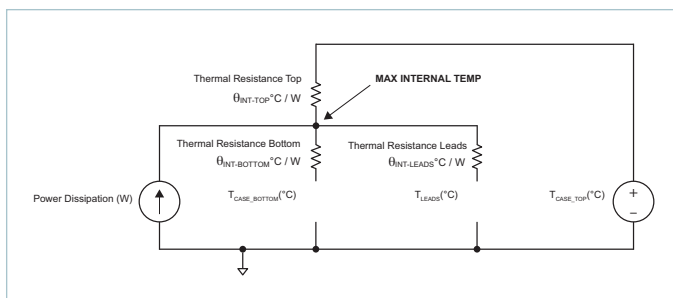 Thermal Resistance Top
MAX INTERNAL TEMP
θINT-TOP°C / W
Thermal Resistance Bottom
θINT-BOTTOM°C / W
Thermal Resistance Leads
θINT-LEADS°C / W
Power Dissipation (W)
TCASE_BOTTOM(°C)
TLEADS(°C)
TCASE_TOP(°C)
+
–